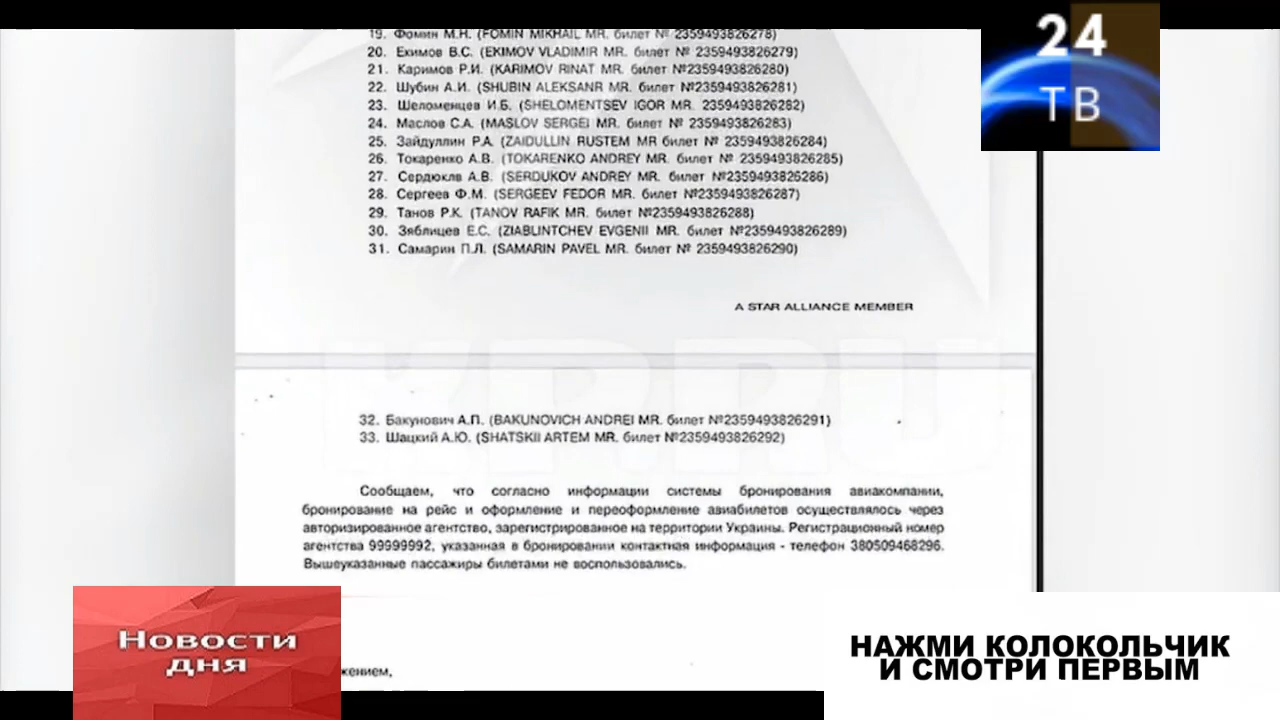 19. Фомин М.Н. (FOMIN MIKHAIL MR. билет № 2359493826278)
20. Екимов В.С. (EKIMOV VLADIMIR MR. билет № 2359493826279)
21. Каримов Р.И. (KARIMOV RINAT MR. билет №2359493826280)
22. Шубин А.И. (SHUBIN ALEKSANR MR. билет №2359493826281)
23. Шеломенцев И.Б. (SHELOMENTSEV IGOR MR. 2359493826282)
24. Маслов С.А. (MASLOV SERGEI MR. билет № 2359493826283)
25. Зайдуллин Р.А. (ZAIDULLIN RUSTEM MR билет № 2359493826284)
26. Токаренко А.В. (TOKARENKO ANDREY MR. билет № 2359493826285)
27. Сердюклв А.В. (SERDUKOV ANDREY MR. билет №2359493826286)
28. Сергеев Ф.М. (SERGEEV FEDOR MR. билет №2359493826287)
29. Танов Р.К. (TANOV RAFIK MR. билет №2359493826288)
30. Зяблицев Е.С. (ZIABLINTCHEV EVGENII MR. билет №2359493826289)
31. Самарин П.Л. (SAMARIN PAVEL MR. билет № 2359493826290)
A STAR ALLIANCE MEMBER
KP.RU
32. Бакунович А.П. (BAKUNOVICH ANDREI MR. билет №2359493826291)
33. Шацкий А.Ю. (SHATSKII ARTEM MR. билет №2359493826292)
Сообщаем, что согласно информации системы бронирования авиакомпании,
бронирование на рейс и оформление и переоформление авиабилетов осуществлялось через
авторизированное агентство, зарегистрированное на территории Украины. Регистрационный номер
агентства 99999992, указанная в бронировании контактная информация - телефон 380509468296.
Вышеуказанные пассажиры билетами не воспользовались.
жением,
24
ТВ
Новости
дня
НАЖМИ КОЛОКОЛЬЧИК
И СМОТРИ ПЕРВЫМ